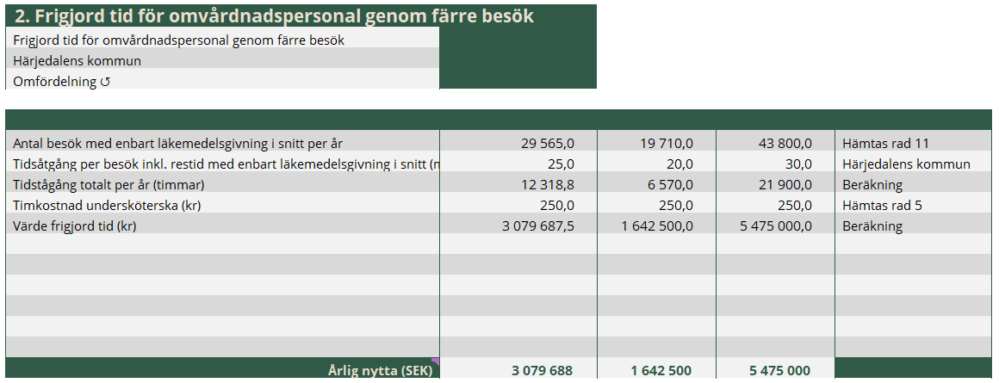 2. Frigjord tid för omvårdnadspersonal genom färre besök
Frigjord tid för omvårdnadspersonal genom färre besök
Härjedalens kommun
Omfördelning ↺
Antal besök med enbart läkemedelsgivning i snitt per år 29 565,0 19 710,0 43 800,0 Hämtas rad 11
Tidsåtgång per besök inkl. restid med enbart läkemedelsgivning i snitt (m 25,0 20,0 30,0 Härjedalens kommun
Tidstgång totalt per år (timmar) 12 318,8 6 570,0 21 900,0 Beräkning
Timkostnad undersköterska (kr) 250,0 250,0 250,0 Hämtas rad 5
Värde frigjord tid (kr) 3 079 687,5 1 642 500,0 5 475 000,0 Beräkning
Årlig nytta (SEK) 3 079 688 1 642 500 5 475 000